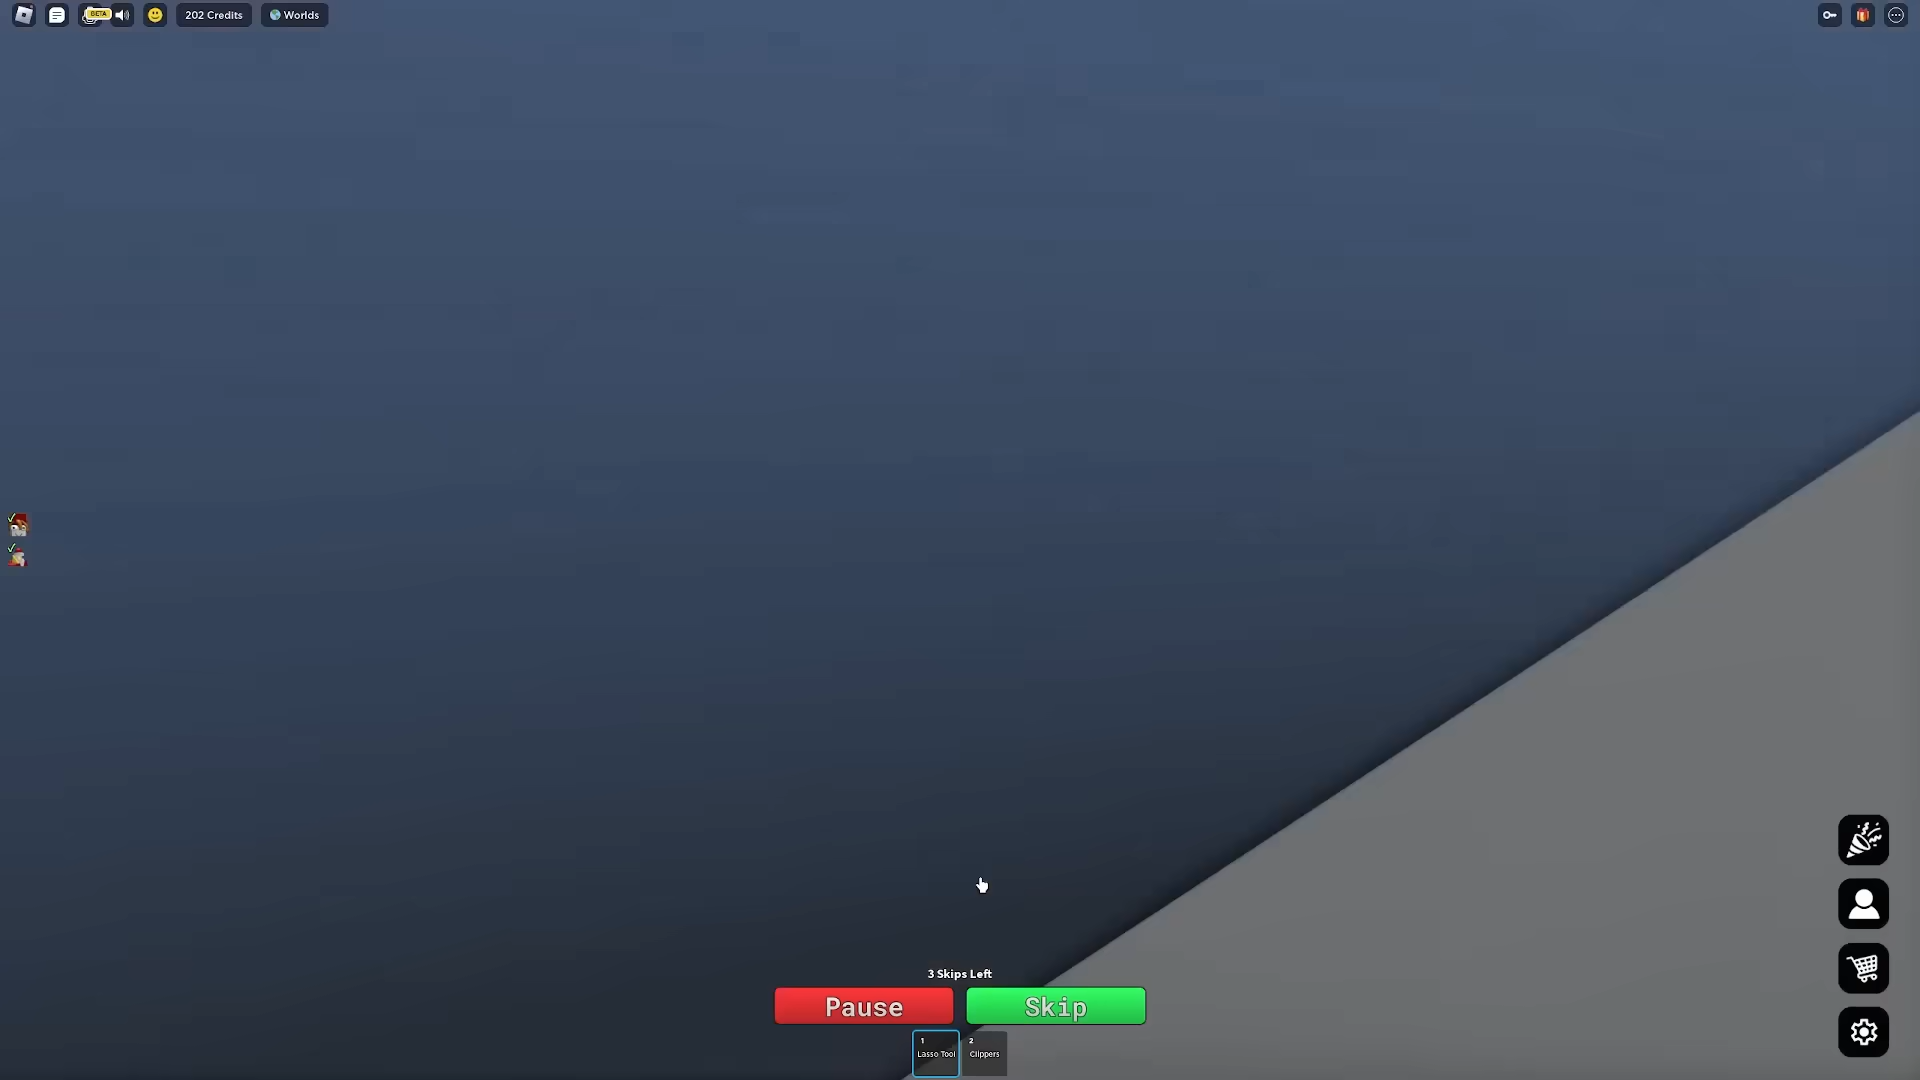 BETA
202 Credits
Worlds
3 Skips Left
Pause
Skip
1
Lasso Tool
2
Clippers